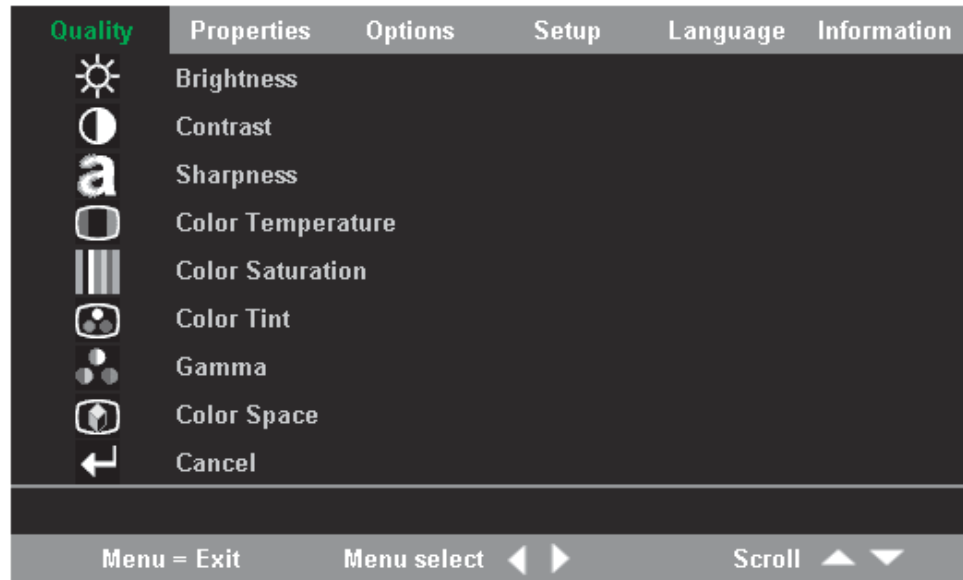 Quality Properties Options Setup Language Information
Brightness
Contrast
a Sharpness
Color Temperature
Color Saturation
Color Tint
Gamma
Color Space
Cancel
Menu = Exit Menu select Scroll